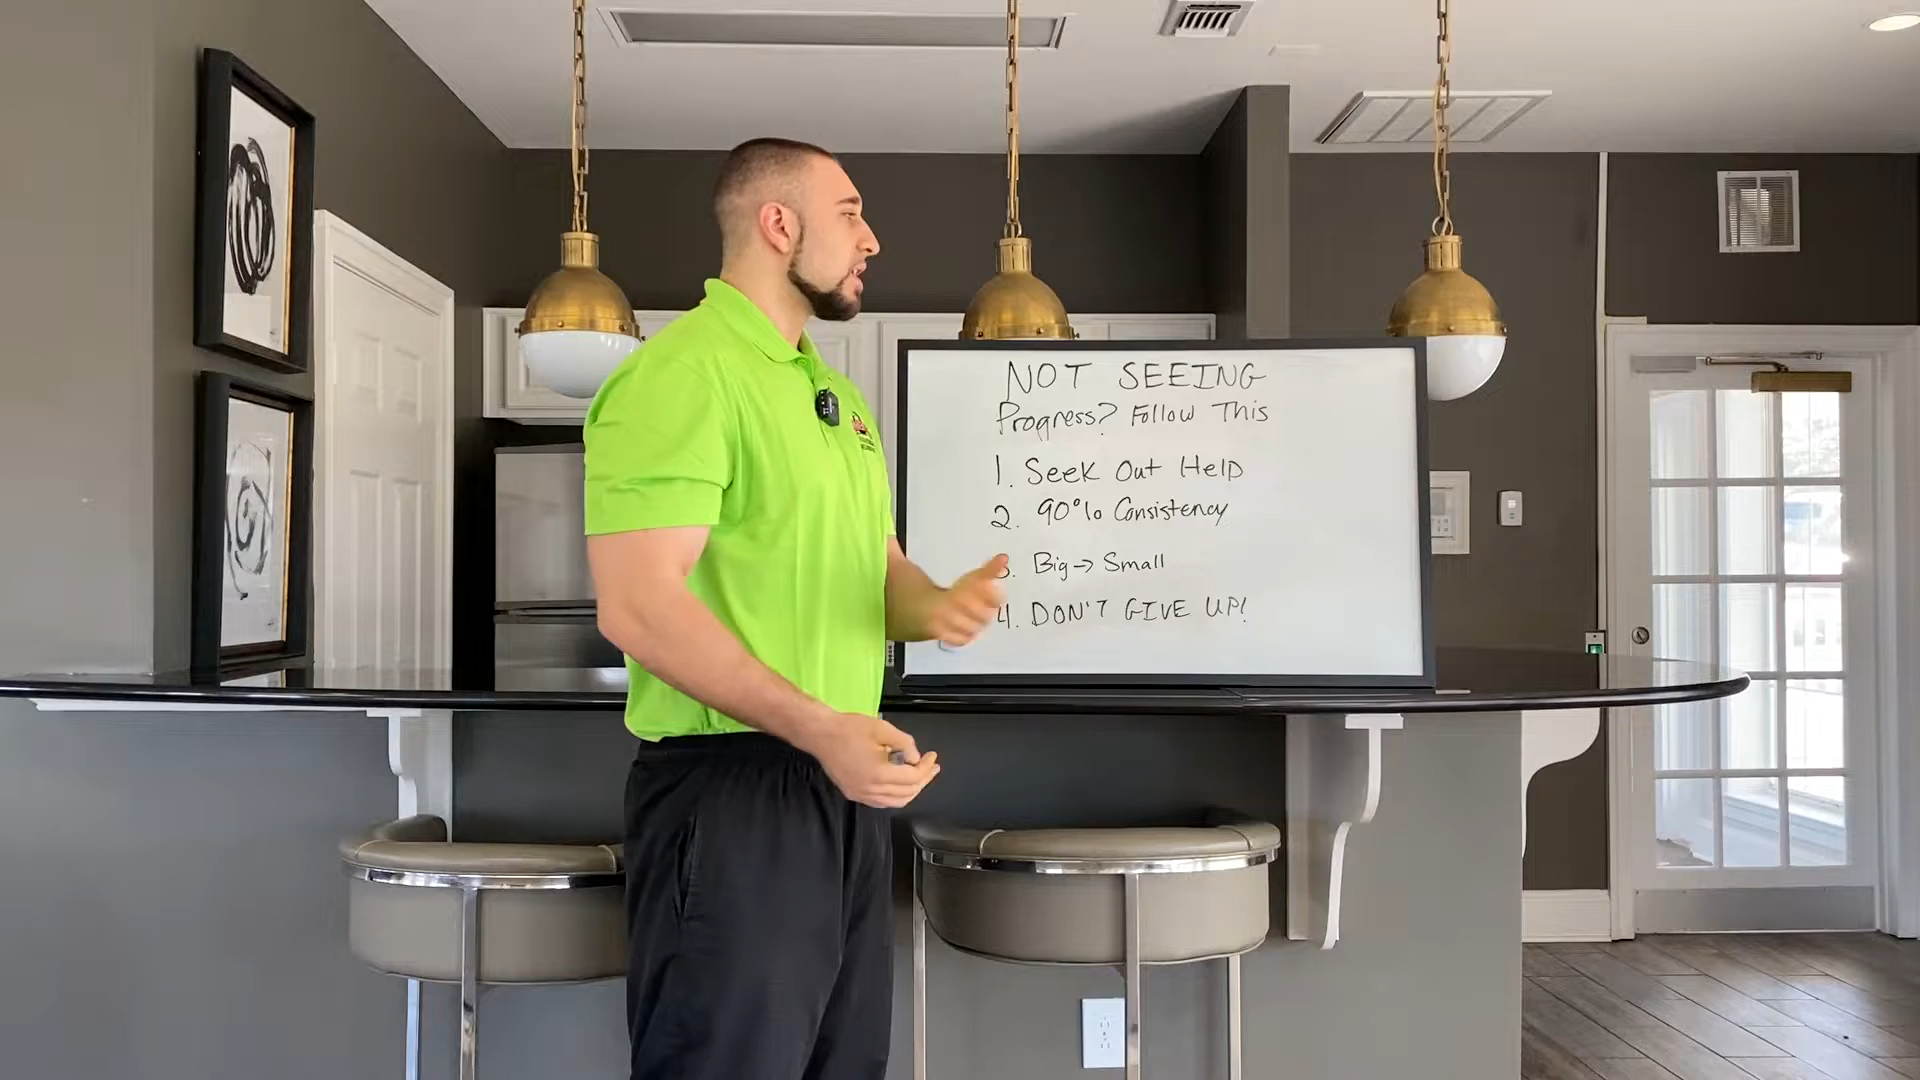 NOT SEEING
Progress? Follow This
1. Seek Out Help
2. 90% Consistency
3. Big → Small
4. DON'T GIVE UP!